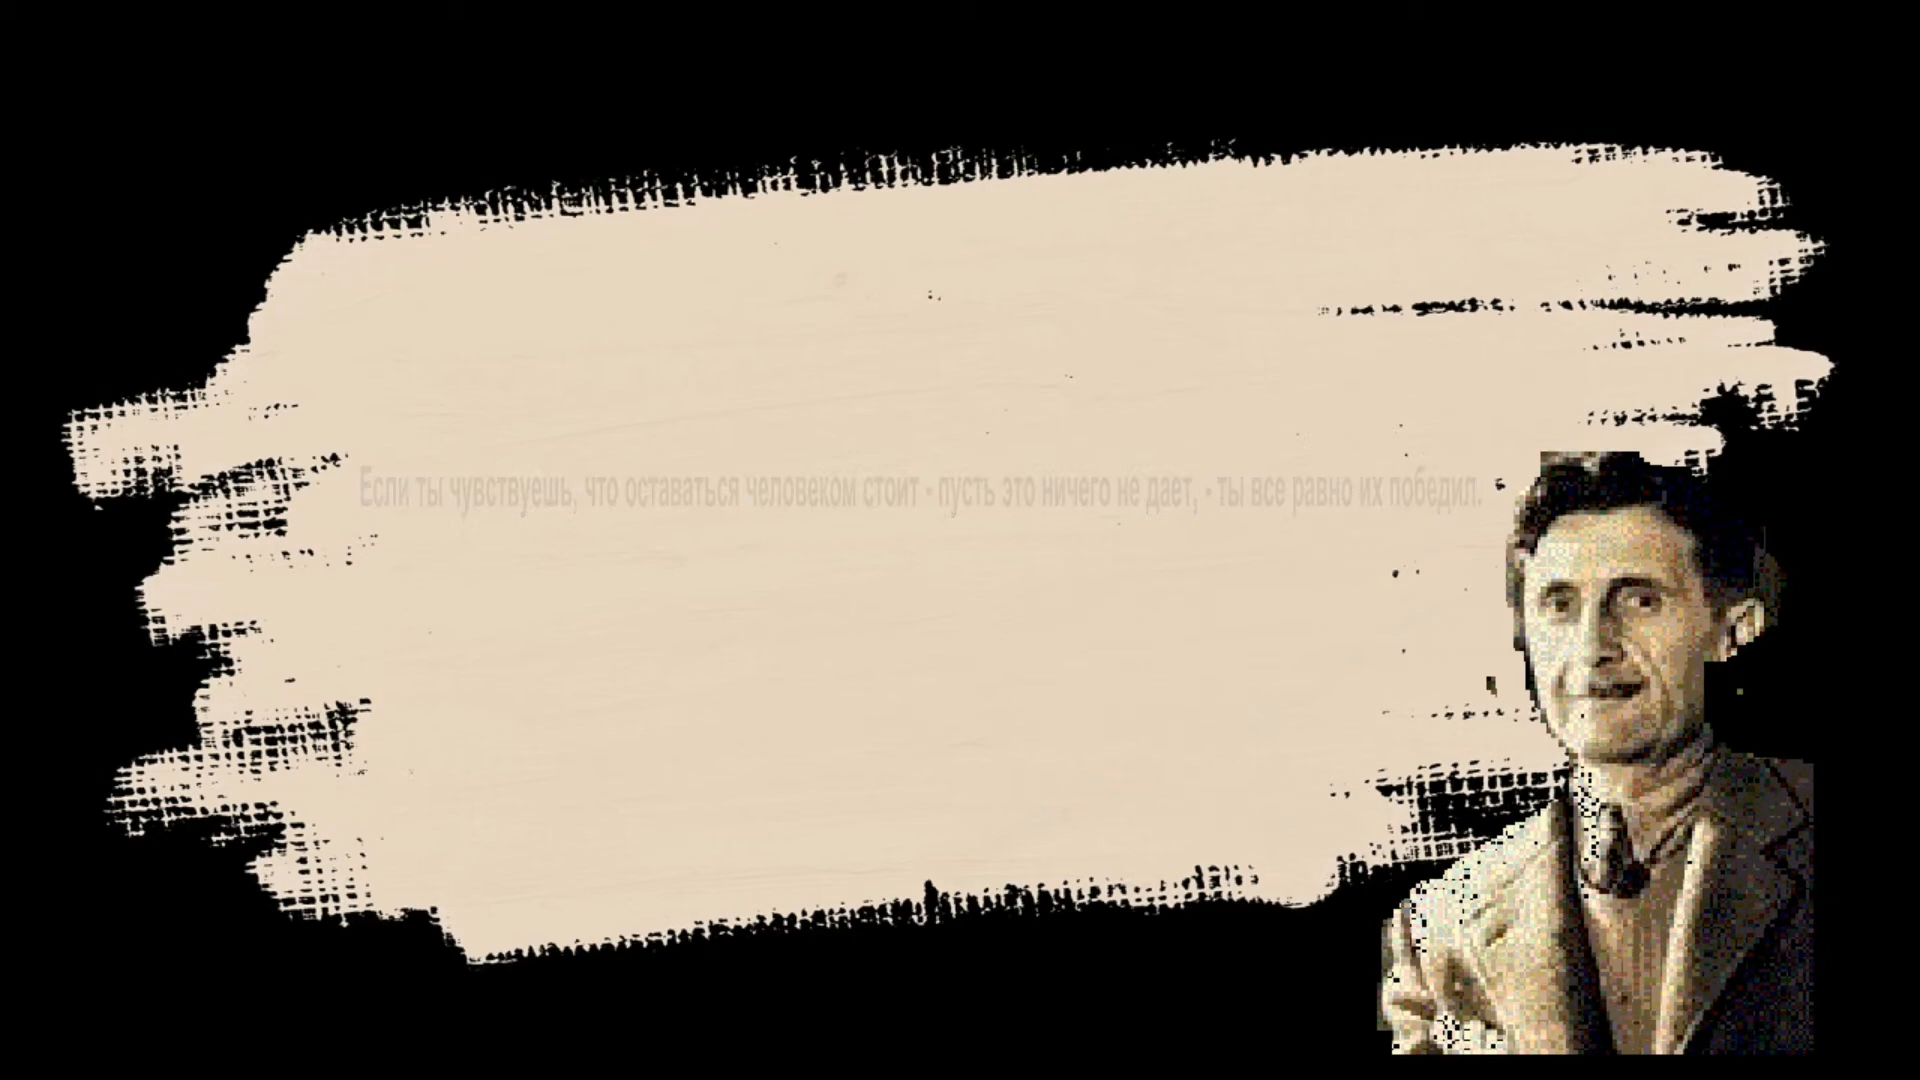 Если ты чувствуешь, что оставаться человеком стоит - пусть это ничего не дает, - ты все равно их победил.